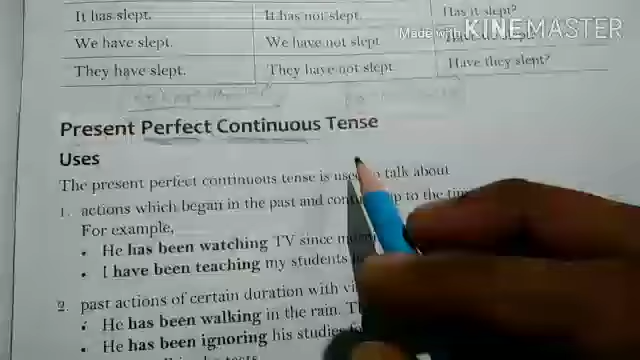 It has slept. It has not slept. Has it slept?
We have slept. We have not slept
They have slept. They have not slept. Have they slept?
Made with KINEMASTER
Present Perfect Continuous Tense
Uses
The present perfect continuous tense is used to talk about
1. actions which began in the past and up to the
For example,
• He has been watching TV since
• I have been teaching my students
2. past actions of certain duration with
• He has been walking in the rain.
• He has been ignoring his studies